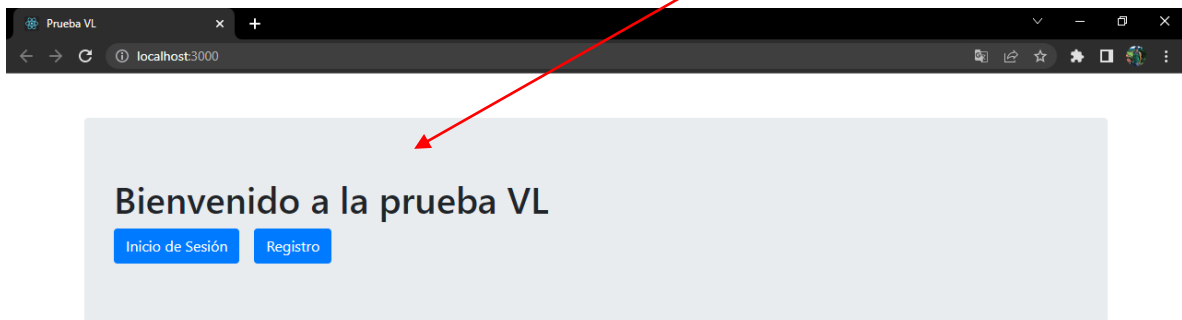 Prueba VL
localhost:3000
Bienvenido a la prueba VL
Inicio de Sesión Registro